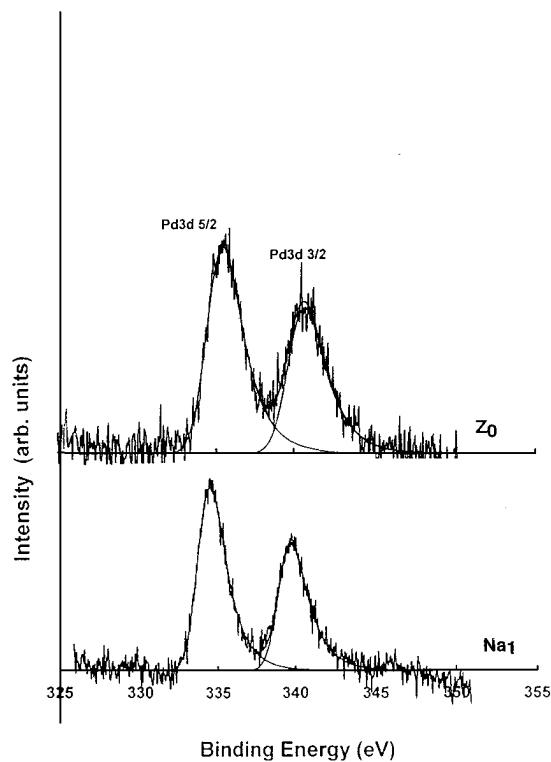 Pd3d 5/2
Pd3d 3/2
Z0
Na1
Intensity (arb. units)
325 330 335 340 345 350 355
Binding Energy (eV)